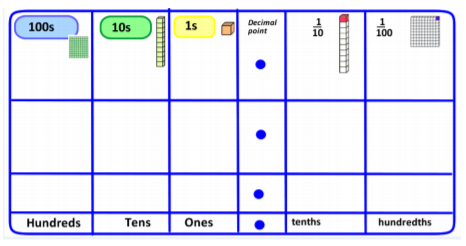 100s
10s
1s
Decimal
point
1
10
1
100
Hundreds
Tens
Ones
tenths
hundredths